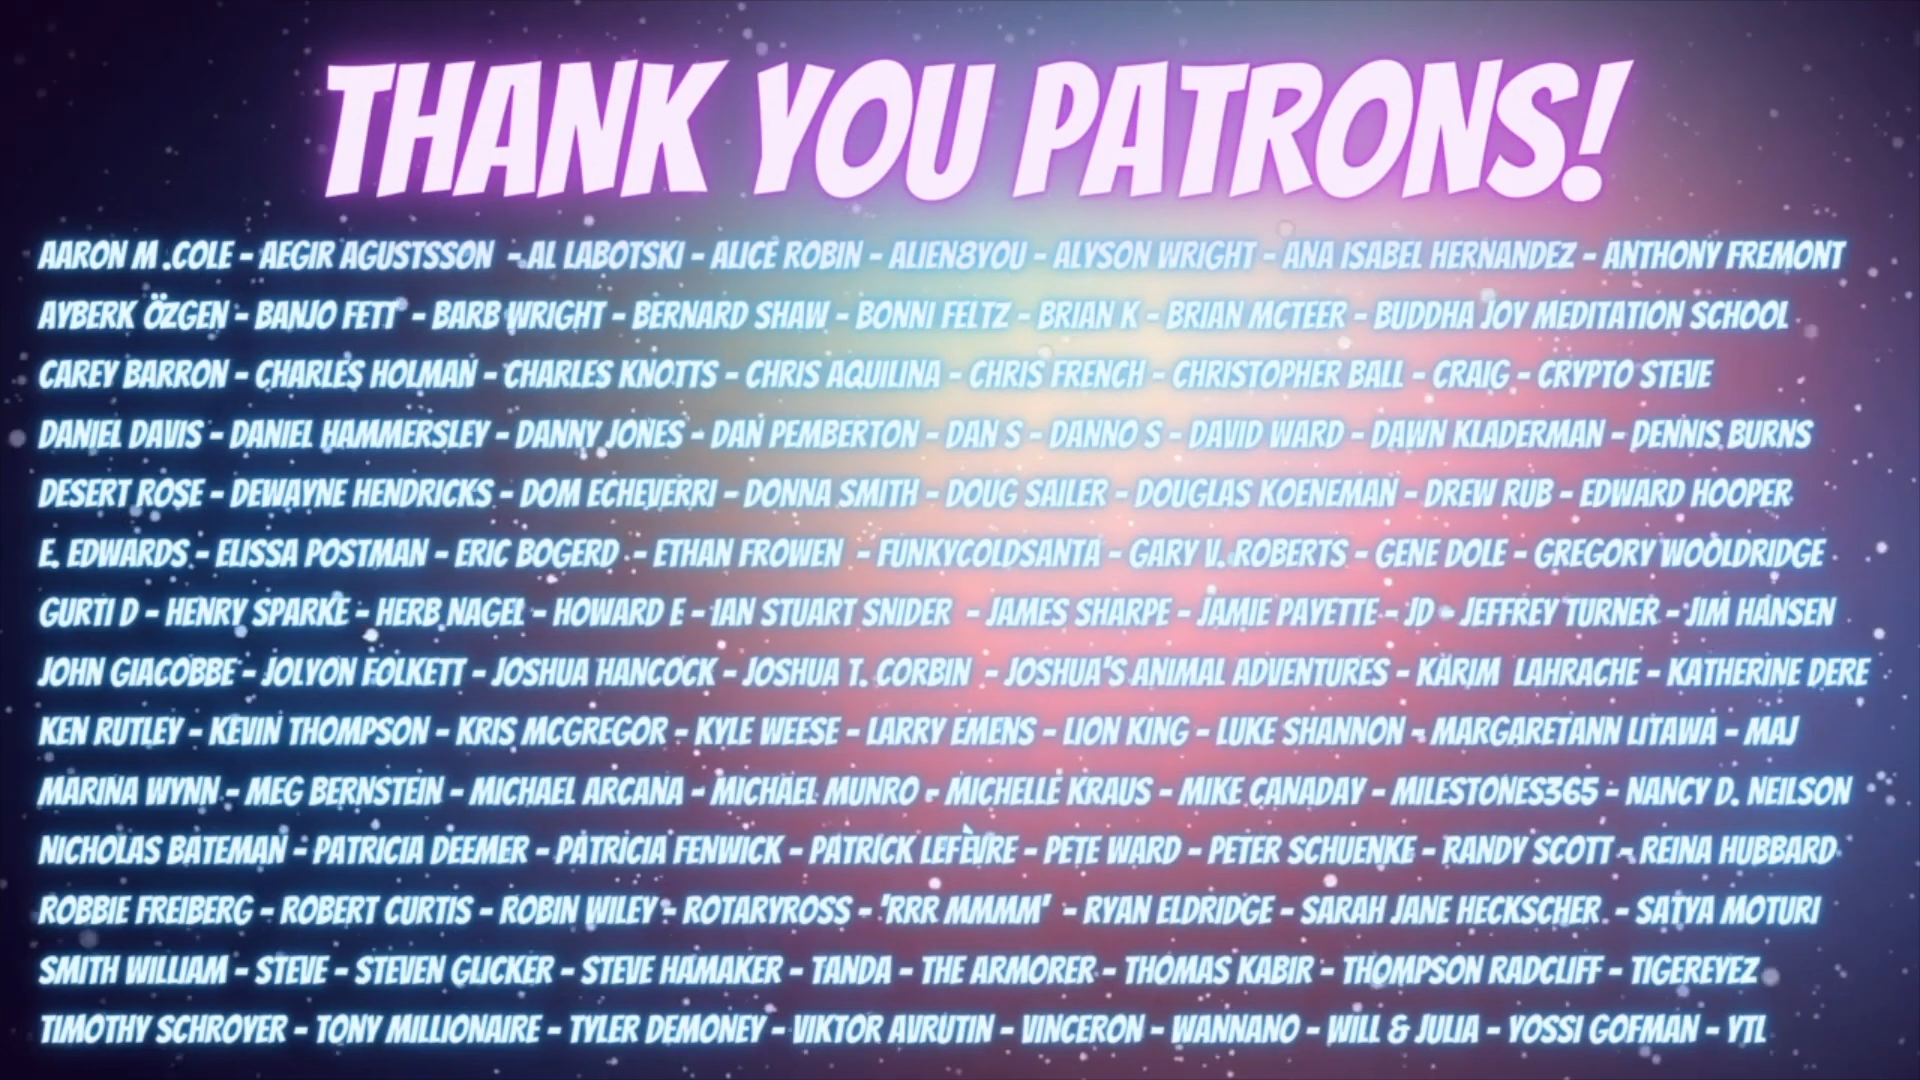 THANK YOU PATRONS!
AARON M .COLE - AEGIR AGUSTSSON - AL LABOTSKI - ALICE ROBIN - ALIEN8YOU - ALYSON WRIGHT - ANA ISABEL HERNANDEZ - ANTHONY FREMONT
AYBERK ÖZGEN - BANJO FETT - BARB WRIGHT - BERNARD SHAW - BONNI FELTZ - BRIAN K - BRIAN MCTEER - BUDDHA JOY MEDITATION SCHOOL
CAREY BARRON - CHARLES HOLMAN - CHARLES KNOTTS - CHRIS AQUILINA - CHRIS FRENCH - CHRISTOPHER BALL - CRAIG - CRYPTO STEVE
DANIEL DAVIS - DANIEL HAMMERSLEY - DANNY JONES - DAN PEMBERTON - DAN S - DANNO S - DAVID WARD - DAWN KLADERMAN - DENNIS BURNS
DESERT ROSE - DEWAYNE HENDRICKS - DOM ECHEVERRI - DONNA SMITH - DOUG SAILER - DOUGLAS KOENEMAN - DREW RUB - EDWARD HOOPER
E. EDWARDS - ELISSA POSTMAN - ERIC BOGERD - ETHAN FROWEN - FUNKYCOLDSANTA - GARY V. ROBERTS - GENE DOLE - GREGORY WOOLDRIDGE
GURTI D - HENRY SPARKE - HERB NAGEL - HOWARD E - IAN STUART SNIDER - JAMES SHARPE - JAMIE PAYETTE - JD - JEFFREY TURNER - JIM HANSEN
JOHN GIACOBBE - JOLYON FOLKETT - JOSHUA HANCOCK - JOSHUA T. CORBIN - JOSHUA'S ANIMAL ADVENTURES - KARIM LAHRACHE - KATHERINE DERE
KEN RUTLEY - KEVIN THOMPSON - KRIS MCGREGOR - KYLE WEESE - LARRY EMENS - LION KING - LUKE SHANNON - MARGARETANN LITAWA - MAJ
MARINA WYNN - MEG BERNSTEIN - MICHAEL ARCANA - MICHAEL MUNRO - MICHELLE KRAUS - MIKE CANADAY - MILESTONES365 - NANCY D. NEILSON
NICHOLAS BATEMAN - PATRICIA DEEMER - PATRICIA FENWICK - PATRICK LEFEVRE - PETE WARD - PETER SCHUENKE - RANDY SCOTT - REINA HUBBARD
ROBBIE FREIBERG - ROBERT CURTIS - ROBIN WILEY - ROTARYROSS - 'RRR MMMM' - RYAN ELDRIDGE - SARAH JANE HECKSCHER - SATYA MOTURI
SMITH WILLIAM - STEVE - STEVEN GLICKER - STEVE HAMAKER - TANDA - THE ARMORER - THOMAS KABIR - THOMPSON RADCLIFF - TIGEREYEZ
TIMOTHY SCHROYER - TONY MILLIONAIRE - TYLER DEMONEY - VIKTOR AVRUTIN - VINCERON - WANNANO - WILL & JULIA - YOSSI GOFMAN - YTL